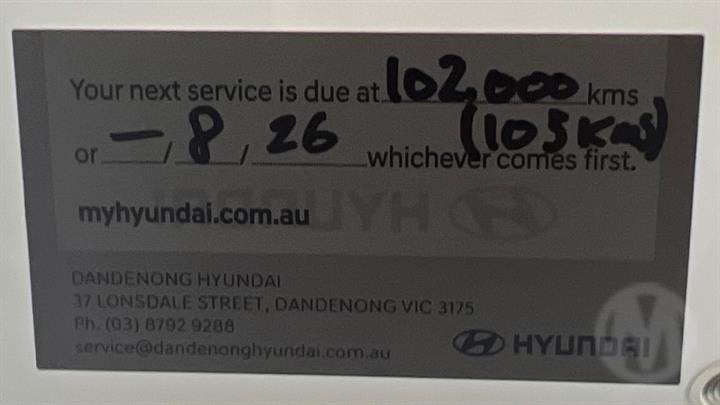 Your next service is due at 102,000 kms
(105 kms)
or - / 8 / 26 whichever comes first.
myhyundai.com.au
DANDENONG HYUNDAI
37 LONSDALE STREET, DANDENONG VIC 3175
Ph. (03) 8792 9288
service@dandenonghyundai.com.au
HYUNDAI
M